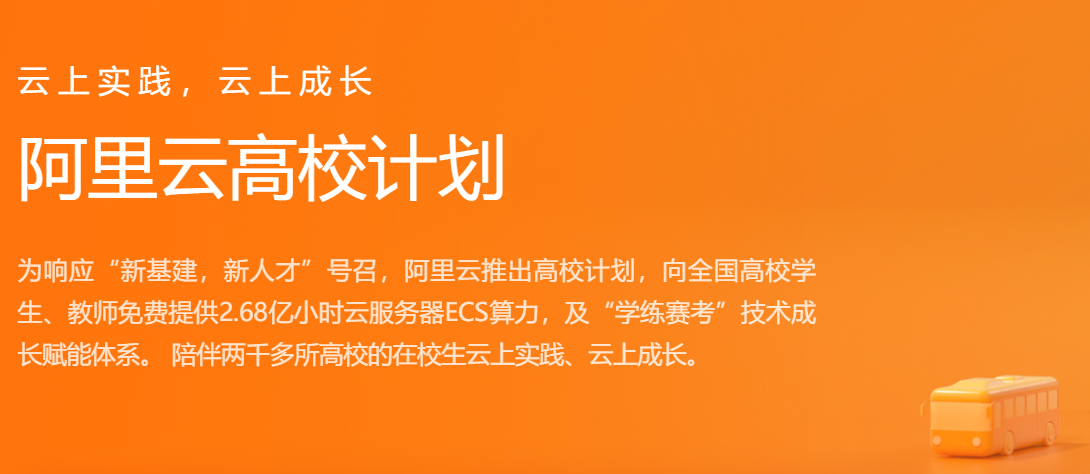 云上实践，云上成长
阿里云高校计划
为响应“新基建，新人才”号召，阿里云推出高校计划，向全国高校学
生、教师免费提供2.68亿小时云服务器ECS算力，及“学练赛考”技术成
长赋能体系。 陪伴两千多所高校的在校生云上实践、云上成长。